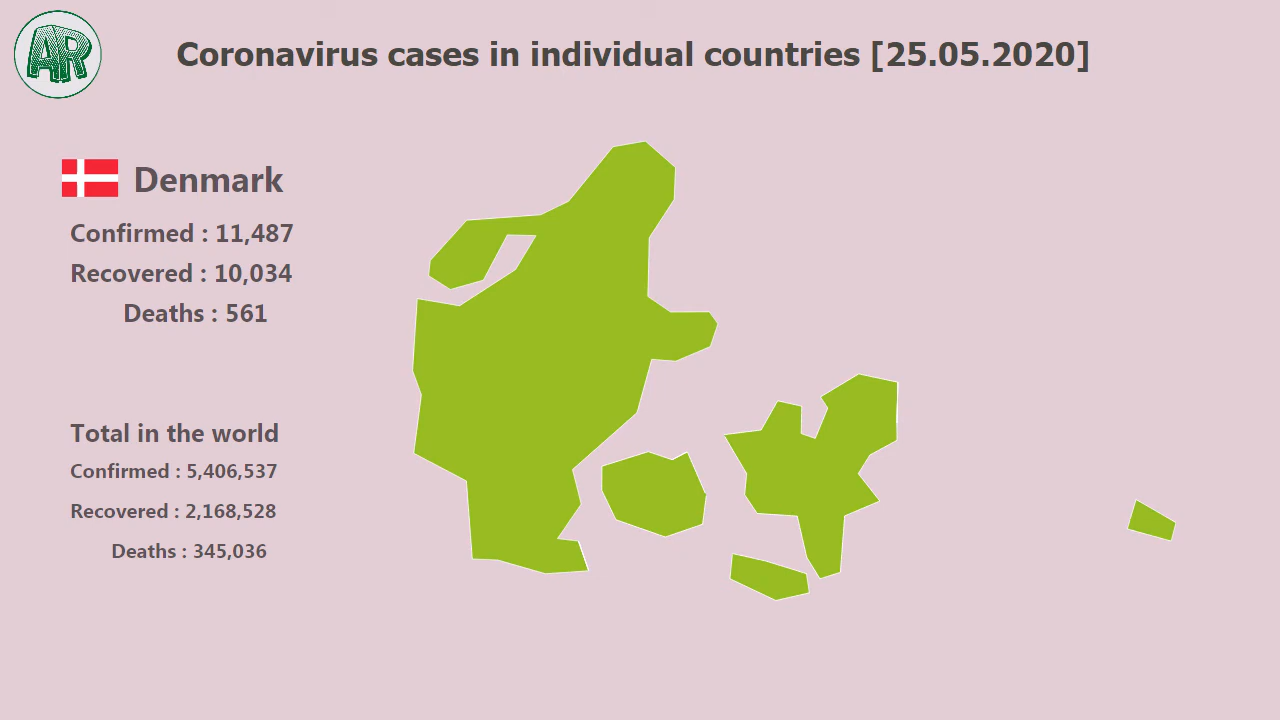 AR
Coronavirus cases in individual countries [25.05.2020]
Denmark
Confirmed : 11,487
Recovered : 10,034
Deaths : 561
Total in the world
Confirmed : 5,406,537
Recovered : 2,168,528
Deaths : 345,036